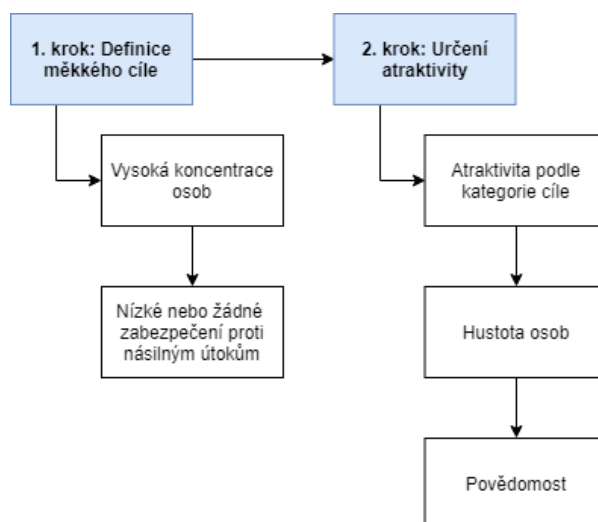 1. krok: Definice
měkkého cíle
2. krok: Určení
atraktivity
Vysoká koncentrace
osob
Atraktivita podle
kategorie cíle
Nízké nebo žádné
zabezpečení proti
násilným útokům
Hustota osob
Povědomost